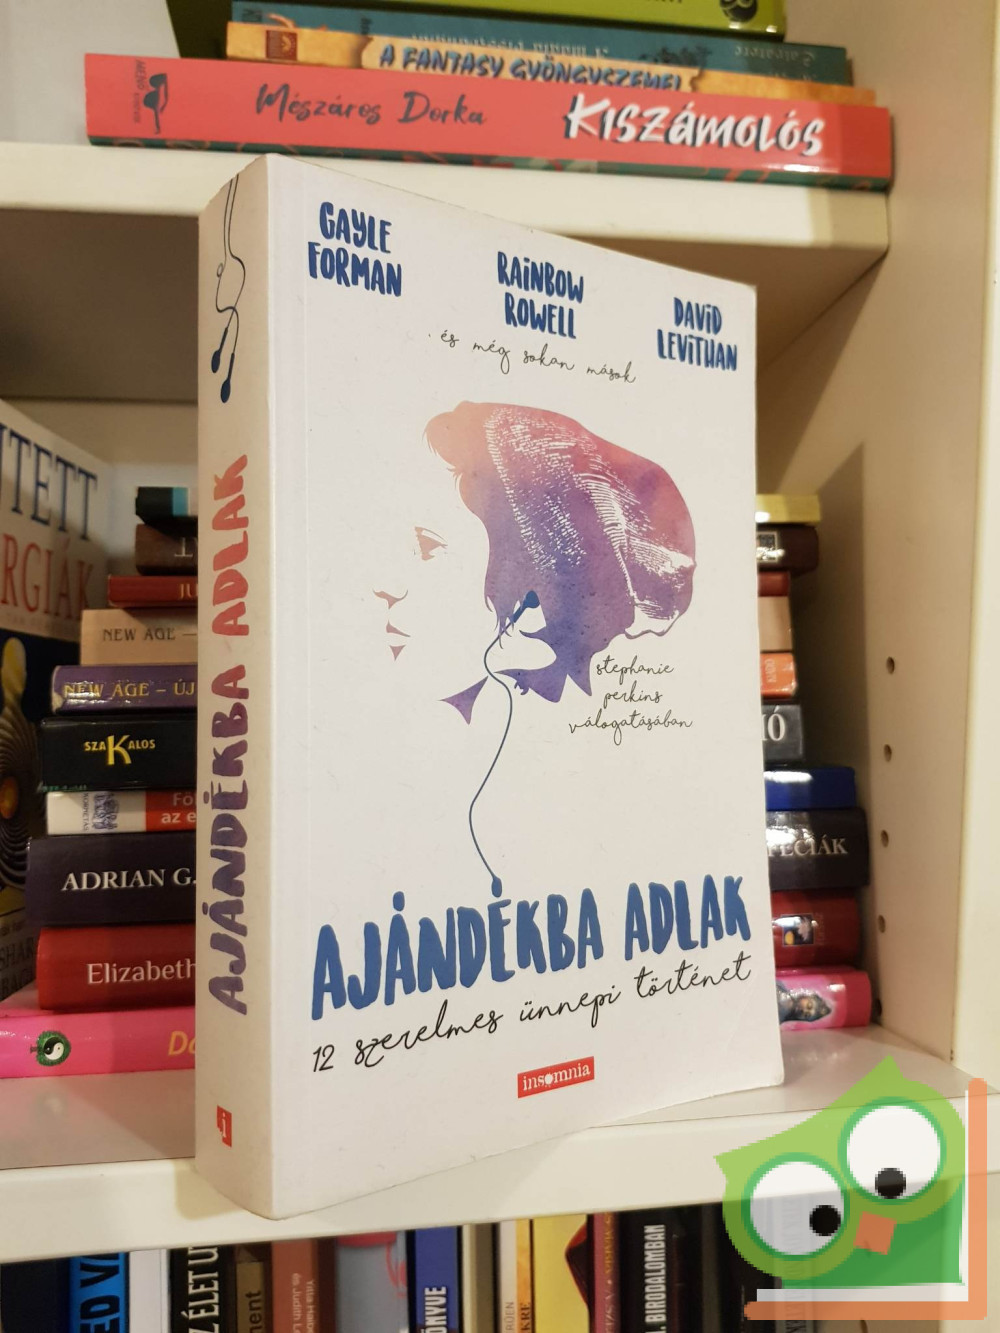 A FANTASY GYÖNGYSZEMEI
Mészáros Dorka
KISZÁMOLÓS
GAYLE
FORMAN
RAINBOW
ROWELL
DAVID
LEVITHAN
és még sokan mások
stephanie
perkins
válogatásában
AJÁNDÉKBA ADLAK
12 szerelmes ünnepi történet
insomnia
AJÁNDÉKBA ADLAK
i
NEW AGE –
NEW AGE – ÚJ
SZAKALOS
az e
ADRIAN G.
Elizabeth